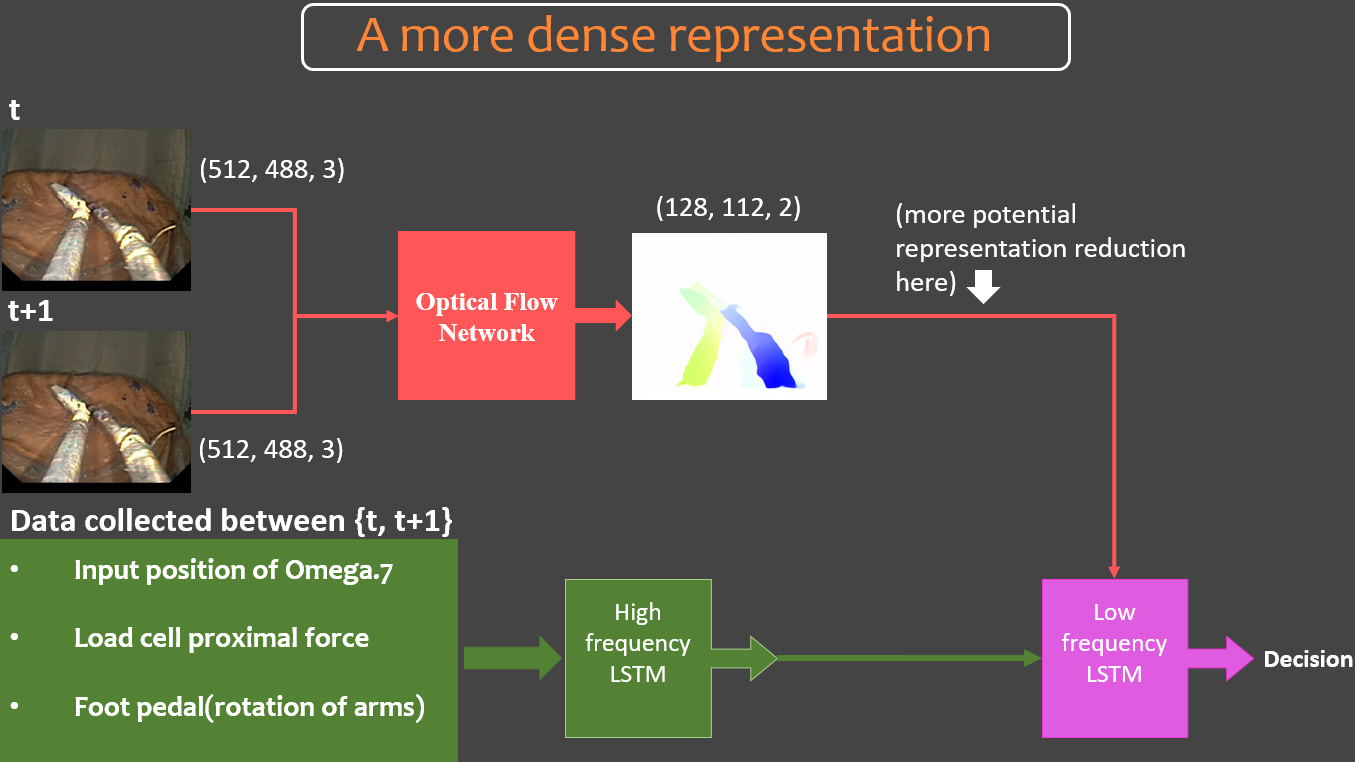 A more dense representation
t
(512, 488, 3)
t+1
(512, 488, 3)
Optical Flow
Network
(128, 112, 2)
(more potential
representation reduction
here)
Data collected between {t, t+1}
• Input position of Omega.7
• Load cell proximal force
• Foot pedal(rotation of arms)
High
frequency
LSTM
Low
frequency
LSTM
Decision